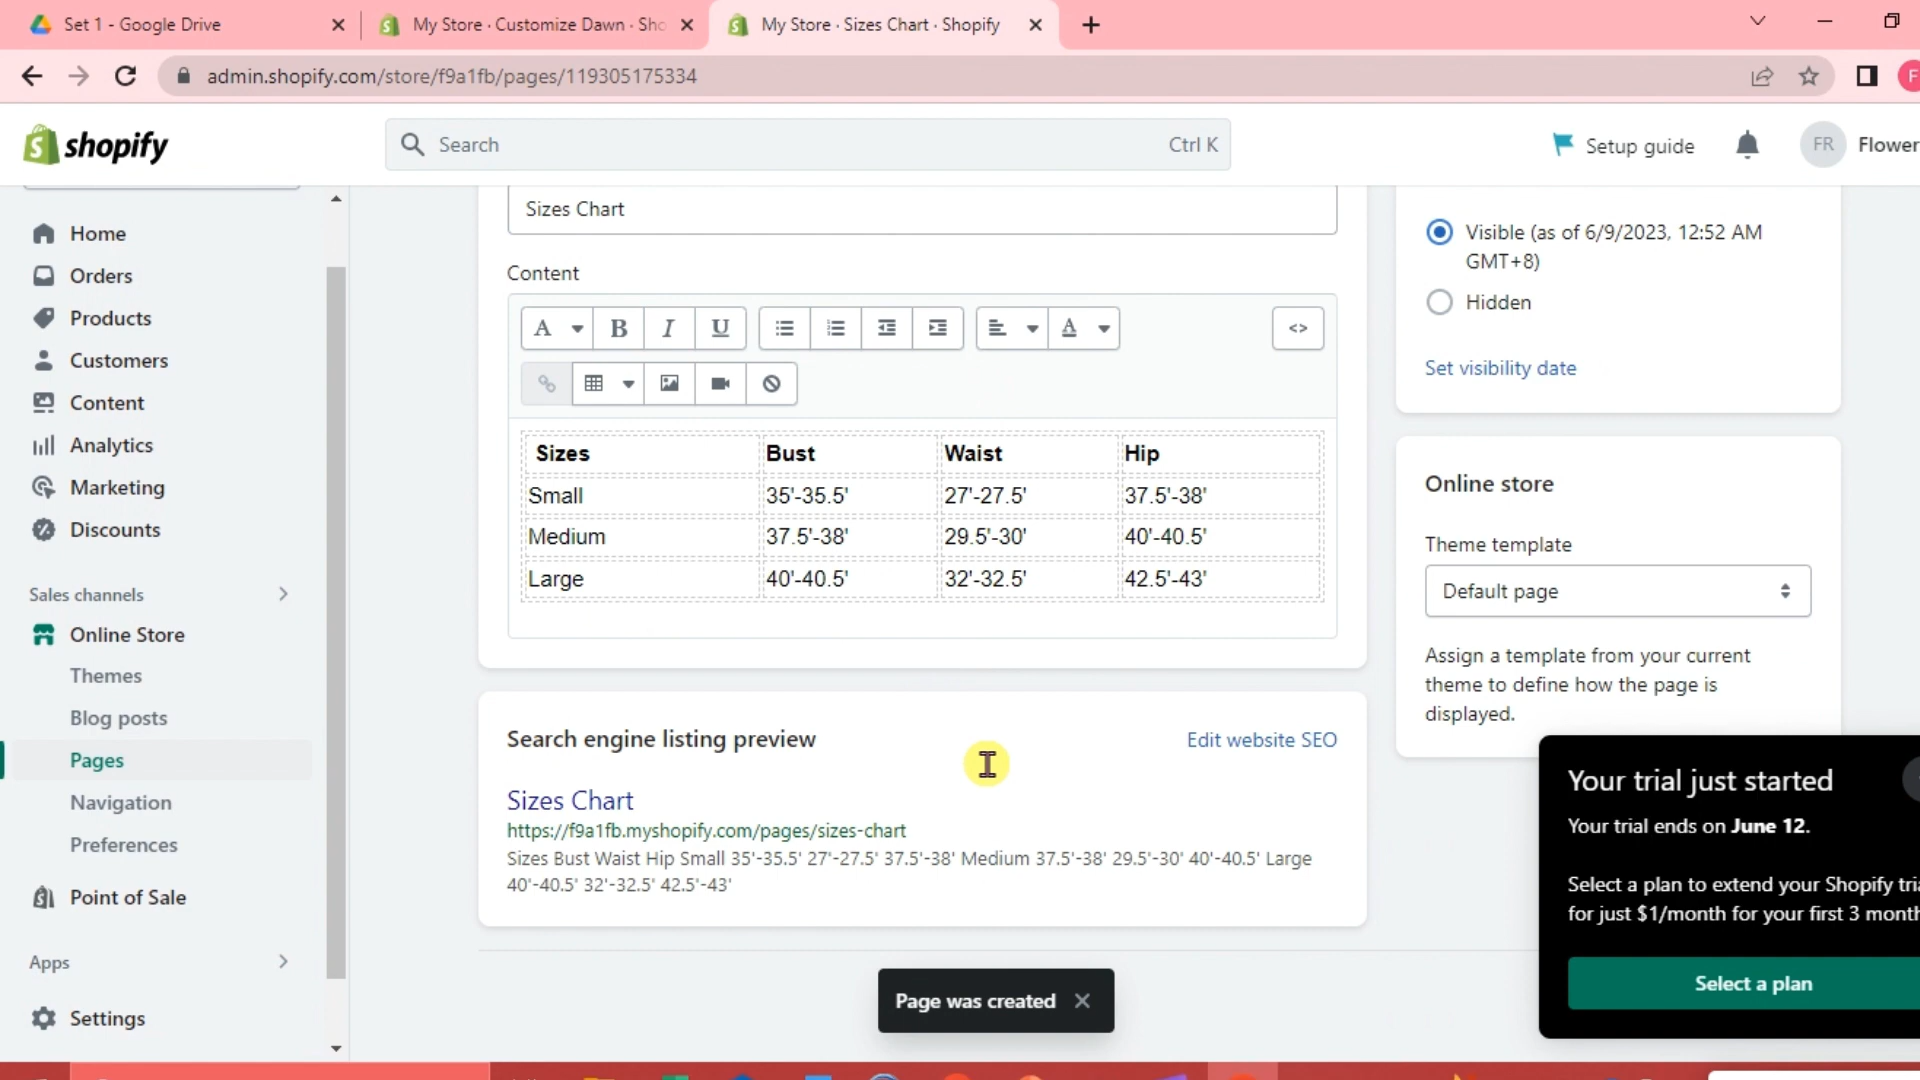 Set 1 - Google Drive
My Store · Customize Dawn · Sho
My Store · Sizes Chart · Shopify
admin.shopify.com/store/f9a1fb/pages/119305175334
F
shopify
Search
Ctrl K
Setup guide
FR
Flower
Home
Orders
Products
Customers
Content
Analytics
Marketing
Discounts
Sales channels
Online Store
Themes
Blog posts
Pages
Navigation
Preferences
Point of Sale
Apps
Settings
Sizes Chart
Content
A B I U A <>
Sizes Bust Waist Hip
Small 35'-35.5' 27'-27.5' 37.5'-38'
Medium 37.5'-38' 29.5'-30' 40'-40.5'
Large 40'-40.5' 32'-32.5' 42.5'-43'
Search engine listing preview
Edit website SEO
Sizes Chart
https://f9a1fb.myshopify.com/pages/sizes-chart
Sizes Bust Waist Hip Small 35'-35.5' 27'-27.5' 37.5'-38' Medium 37.5'-38' 29.5'-30' 40'-40.5' Large
40'-40.5' 32'-32.5' 42.5'-43'
Page was created
Visible (as of 6/9/2023, 12:52 AM
GMT+8)
Hidden
Set visibility date
Online store
Theme template
Default page
Assign a template from your current
theme to define how the page is
displayed.
Your trial just started
Your trial ends on June 12.
Select a plan to extend your Shopify tria
for just $1/month for your first 3 month
Select a plan